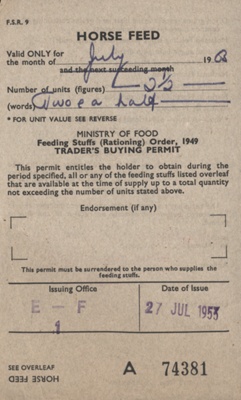 F.S.R. 9
HORSE FEED
Valid ONLY for
the month of July 19
and the next succeeding month
Number of units (figures) 2½
(words) Two & a half
* FOR UNIT VALUE SEE REVERSE
MINISTRY OF FOOD
Feeding Stuffs (Rationing) Order, 1949
TRADER'S BUYING PERMIT
This permit entitles the holder to obtain during the
period specified, all or any of the feeding stuffs listed overleaf
that are available at the time of supply up to a total quantity
not exceeding the number of units stated above.
Endorsement (if any)
This permit must be surrendered to the person who supplies the
feeding stuffs.
Issuing Office Date of Issue
E - F 27 JUL 1953
1
SEE OVERLEAF A 74381
HORSE FEED